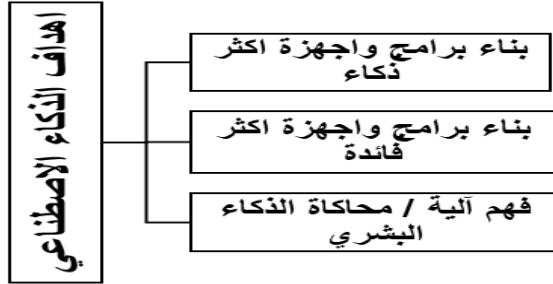 اهداف الذكاء الاصطناعي
بناء برامج واجهزة اكثر
ذكاء
بناء برامج واجهزة اكثر
فائدة
فهم آلية / محاكاة الذكاء
البشري